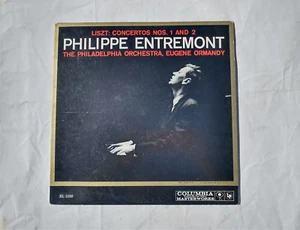 LISZT: CONCERTOS NOS. 1 AND 2
PHILIPPE ENTREMONT
THE PHILADELPHIA ORCHESTRA, EUGENE ORMANDY
COLUMBIA
MASTERWORKS